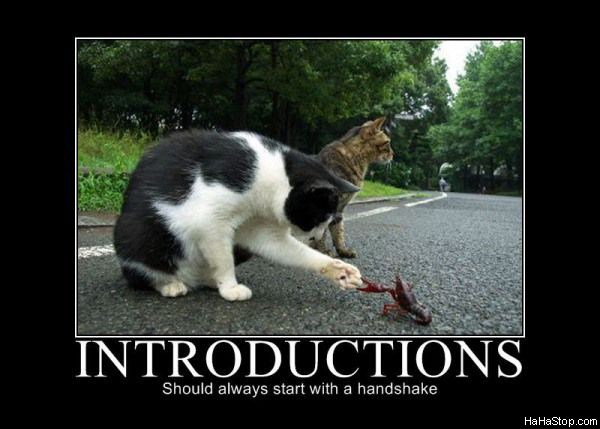 INTRODUCTIONS
Should always start with a handshake
HaHaStop.com